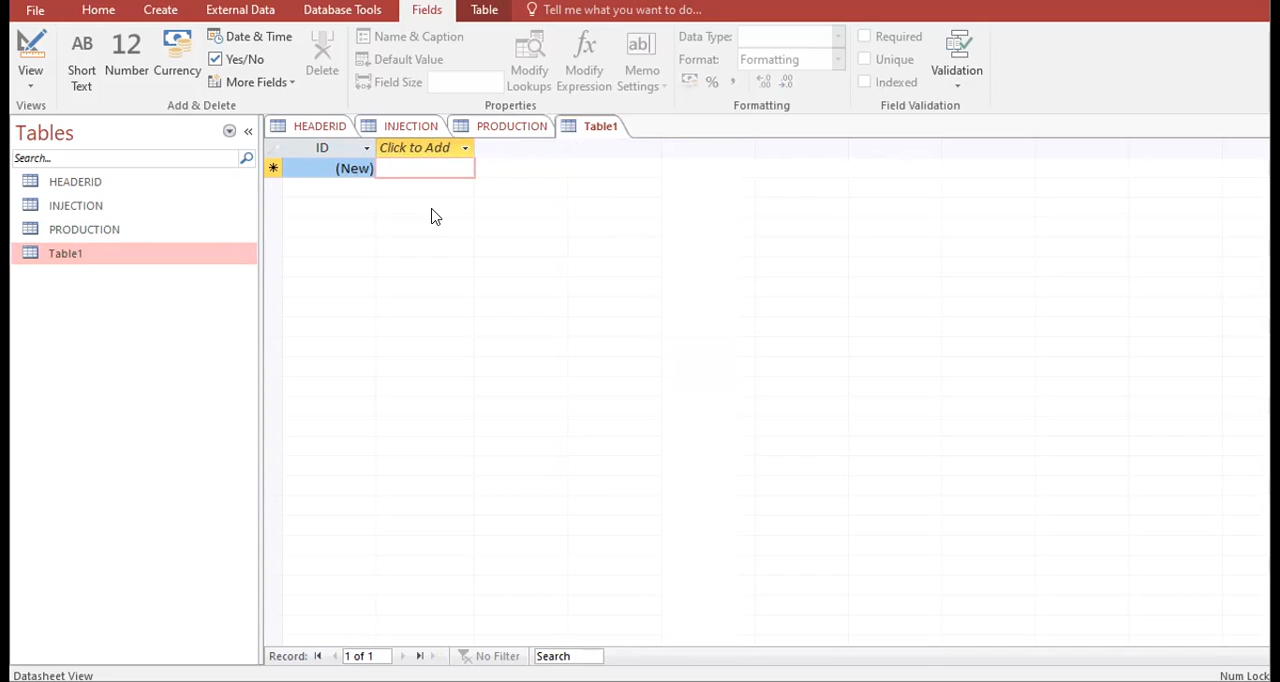 File Home Create External Data Database Tools Fields Table Tell me what you want to do...
View
Views
AB Short Text
12 Number
Currency
Date & Time
Yes/No
More Fields
Delete
Add & Delete
Name & Caption
Default Value
Field Size
Modify Lookups
fx Modify Expression
ab| Memo Settings
Properties
Data Type:
Format: Formatting
% , .00 .00
Formatting
Required
Unique
Indexed
Validation
Field Validation
Tables
Search...
HEADERID
INJECTION
PRODUCTION
Table1
HEADERID INJECTION PRODUCTION Table1
ID Click to Add
(New)
Record: 1 of 1 No Filter Search
Datasheet View Num Lock